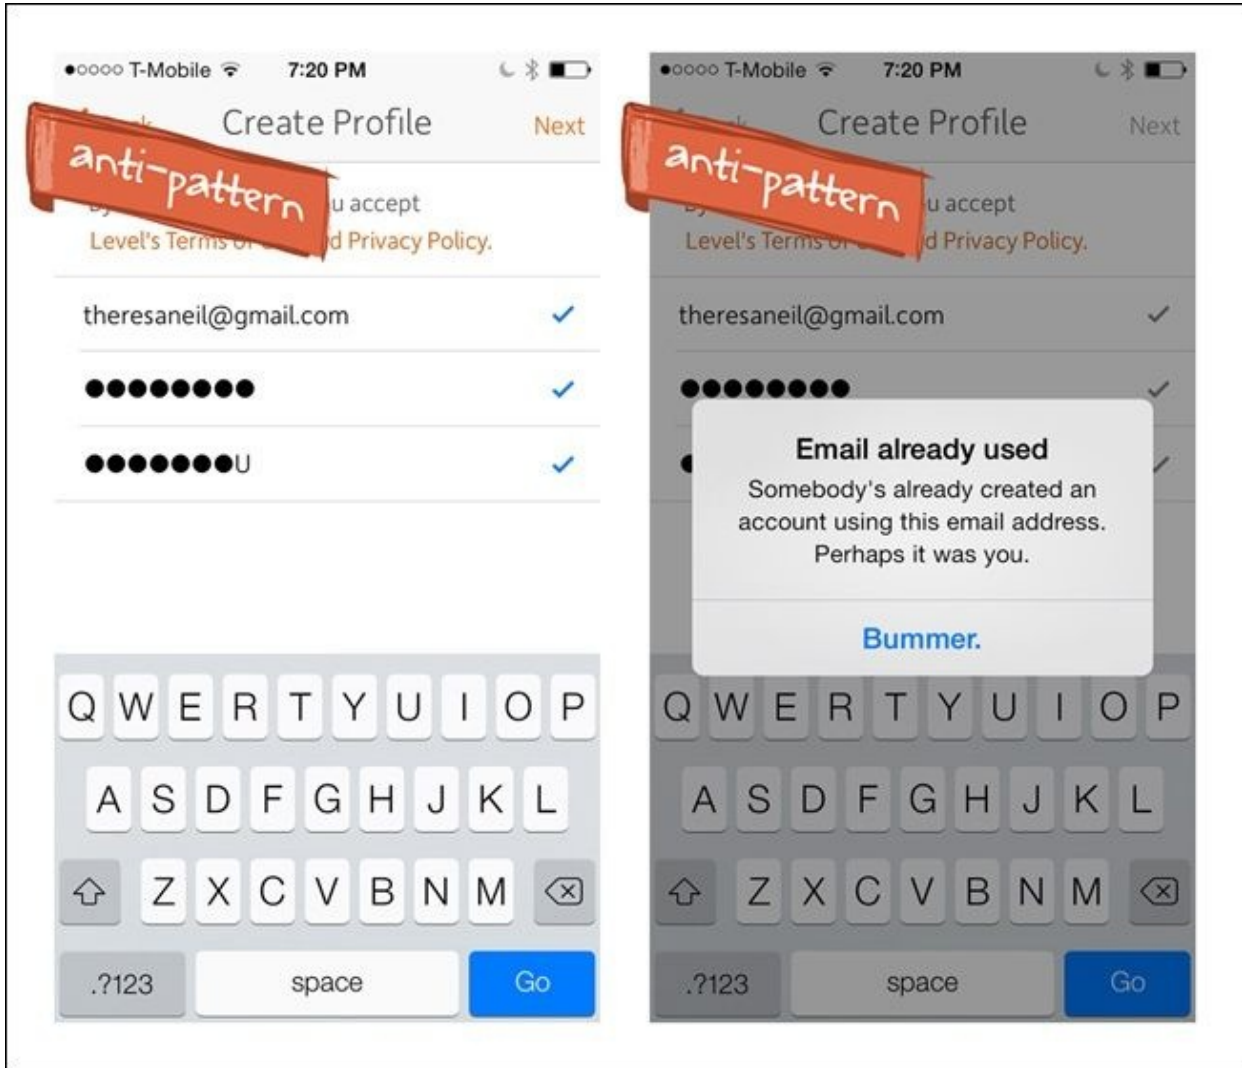 T-Mobile 7:20 PM
Create Profile Next
anti-pattern
u accept
Level's Terms d Privacy Policy.
theresaneil@gmail.com
●●●●●●●●
●●●●●●●U
Q W E R T Y U I O P
A S D F G H J K L
Z X C V B N M
.?123 space Go
T-Mobile 7:20 PM
Create Profile Next
anti-pattern
u accept
Level's Terms d Privacy Policy.
theresaneil@gmail.com
●●●●●●●●
Email already used
Somebody's already created an
account using this email address.
Perhaps it was you.
Bummer.
Q W E R T Y U I O P
A S D F G H J K L
Z X C V B N M
.?123 space Go